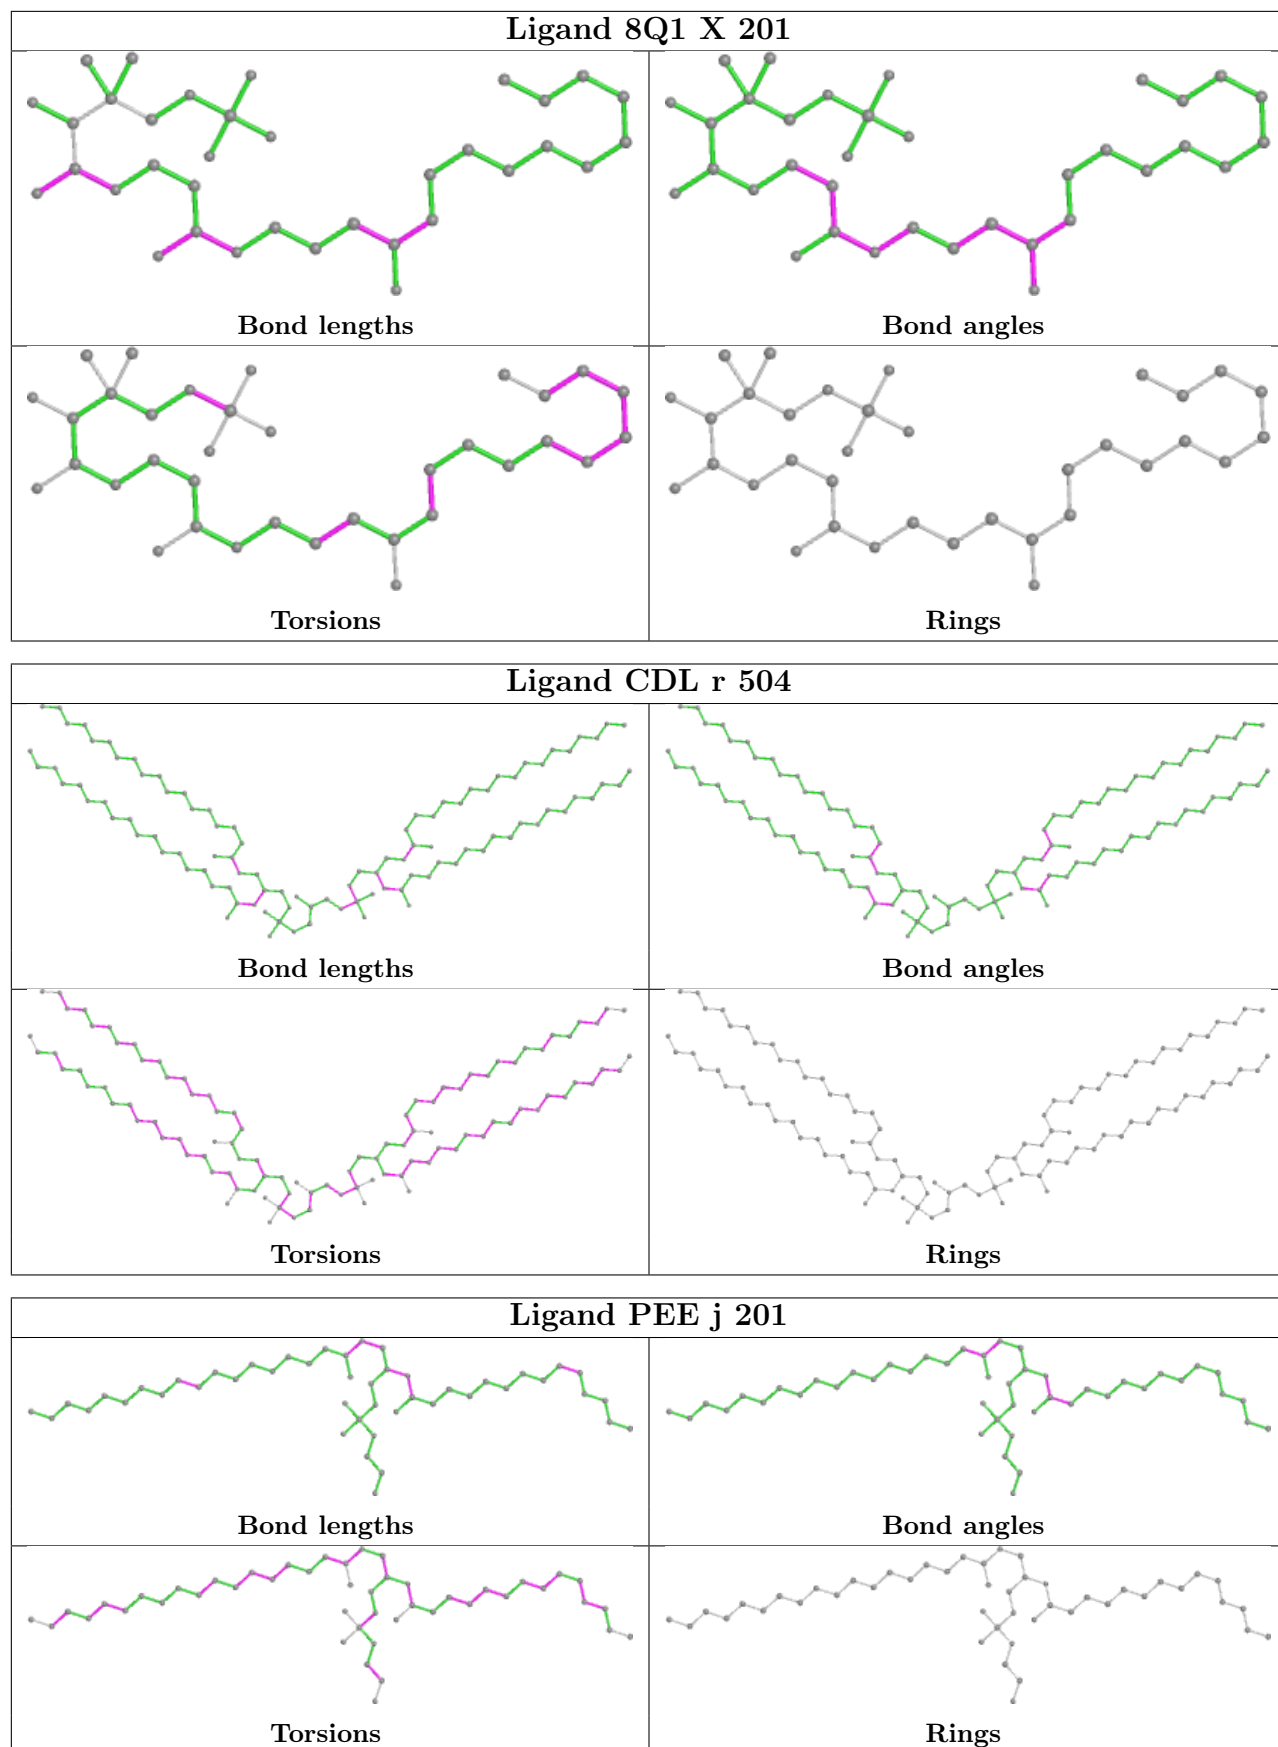 Ligand 8Q1 X 201
Bond lengths
Bond angles
Torsions
Rings
Ligand CDL r 504
Bond lengths
Bond angles
Torsions
Rings
Ligand PEE j 201
Bond lengths
Bond angles
Torsions
Rings